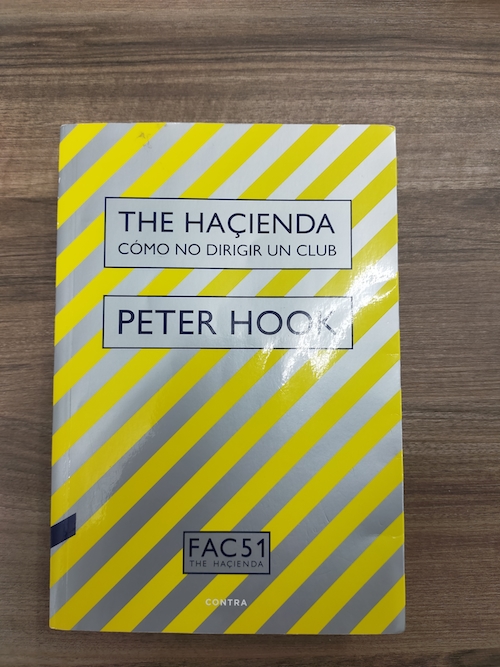 THE HAÇIENDA
CÓMO NO DIRIGIR UN CLUB
PETER HOOK
FAC51
THE HAÇIENDA
CONTRA